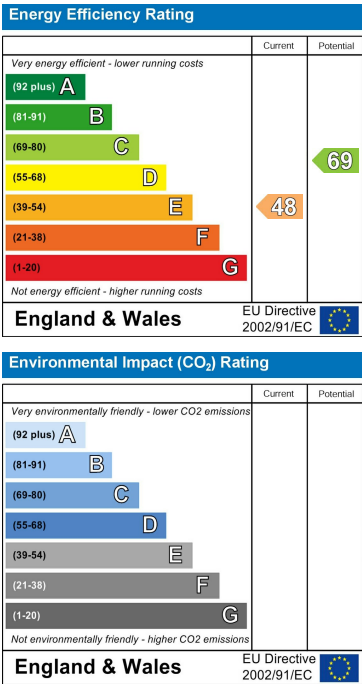 Energy Efficiency Rating
Current Potential
Very energy efficient - lower running costs
(92 plus) A
(81-91) B
(69-80) C
69
(55-68) D
(39-54) E
48
(21-38) F
(1-20) G
Not energy efficient - higher running costs
England & Wales
EU Directive
2002/91/EC
Environmental Impact (CO₂) Rating
Current Potential
Very environmentally friendly - lower CO2 emissions
(92 plus) A
(81-91) B
(69-80) C
(55-68) D
(39-54) E
(21-38) F
(1-20) G
Not environmentally friendly - higher CO2 emissions
England & Wales
EU Directive
2002/91/EC